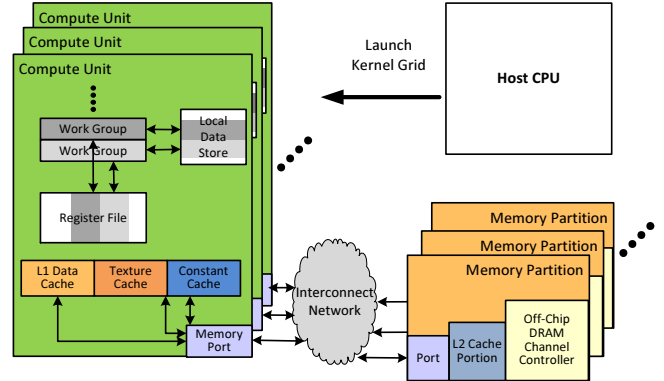 Compute Unit
Compute Unit
Compute Unit
Work Group
Work Group
Local
Data
Store
Register File
L1 Data
Cache
Texture
Cache
Constant
Cache
Memory
Port
Launch
Kernel Grid
Host CPU
Interconnect
Network
Memory Partition
Memory Partition
Memory Partition
Port
L2 Cache
Portion
Off-Chip
DRAM
Channel
Controller